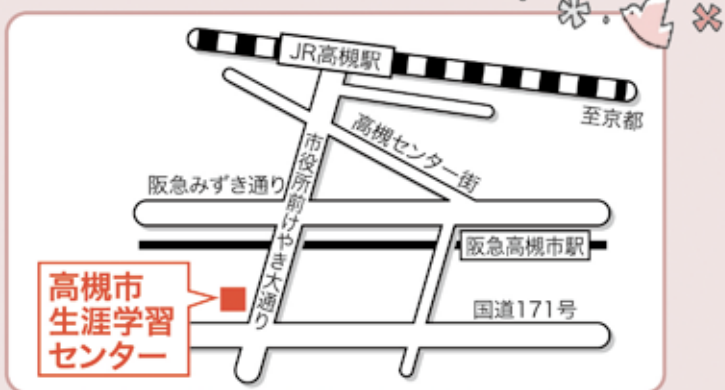 JR高槻駅
至京都
高槻センター街
市役所前けやき大通り
阪急みずき通り
阪急高槻市駅
高槻市
生涯学習
センター
国道171号